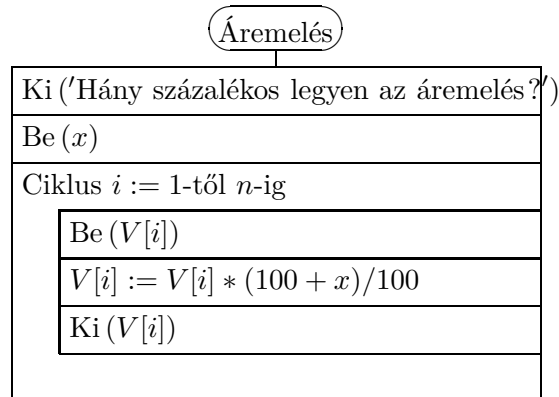 Áremelés
Ki ('Hány százalékos legyen az áremelés?')
Be (x)
Ciklus i := 1-től n-ig
Be (V[i])
V[i] := V[i] ∗ (100 + x)/100
Ki (V[i])